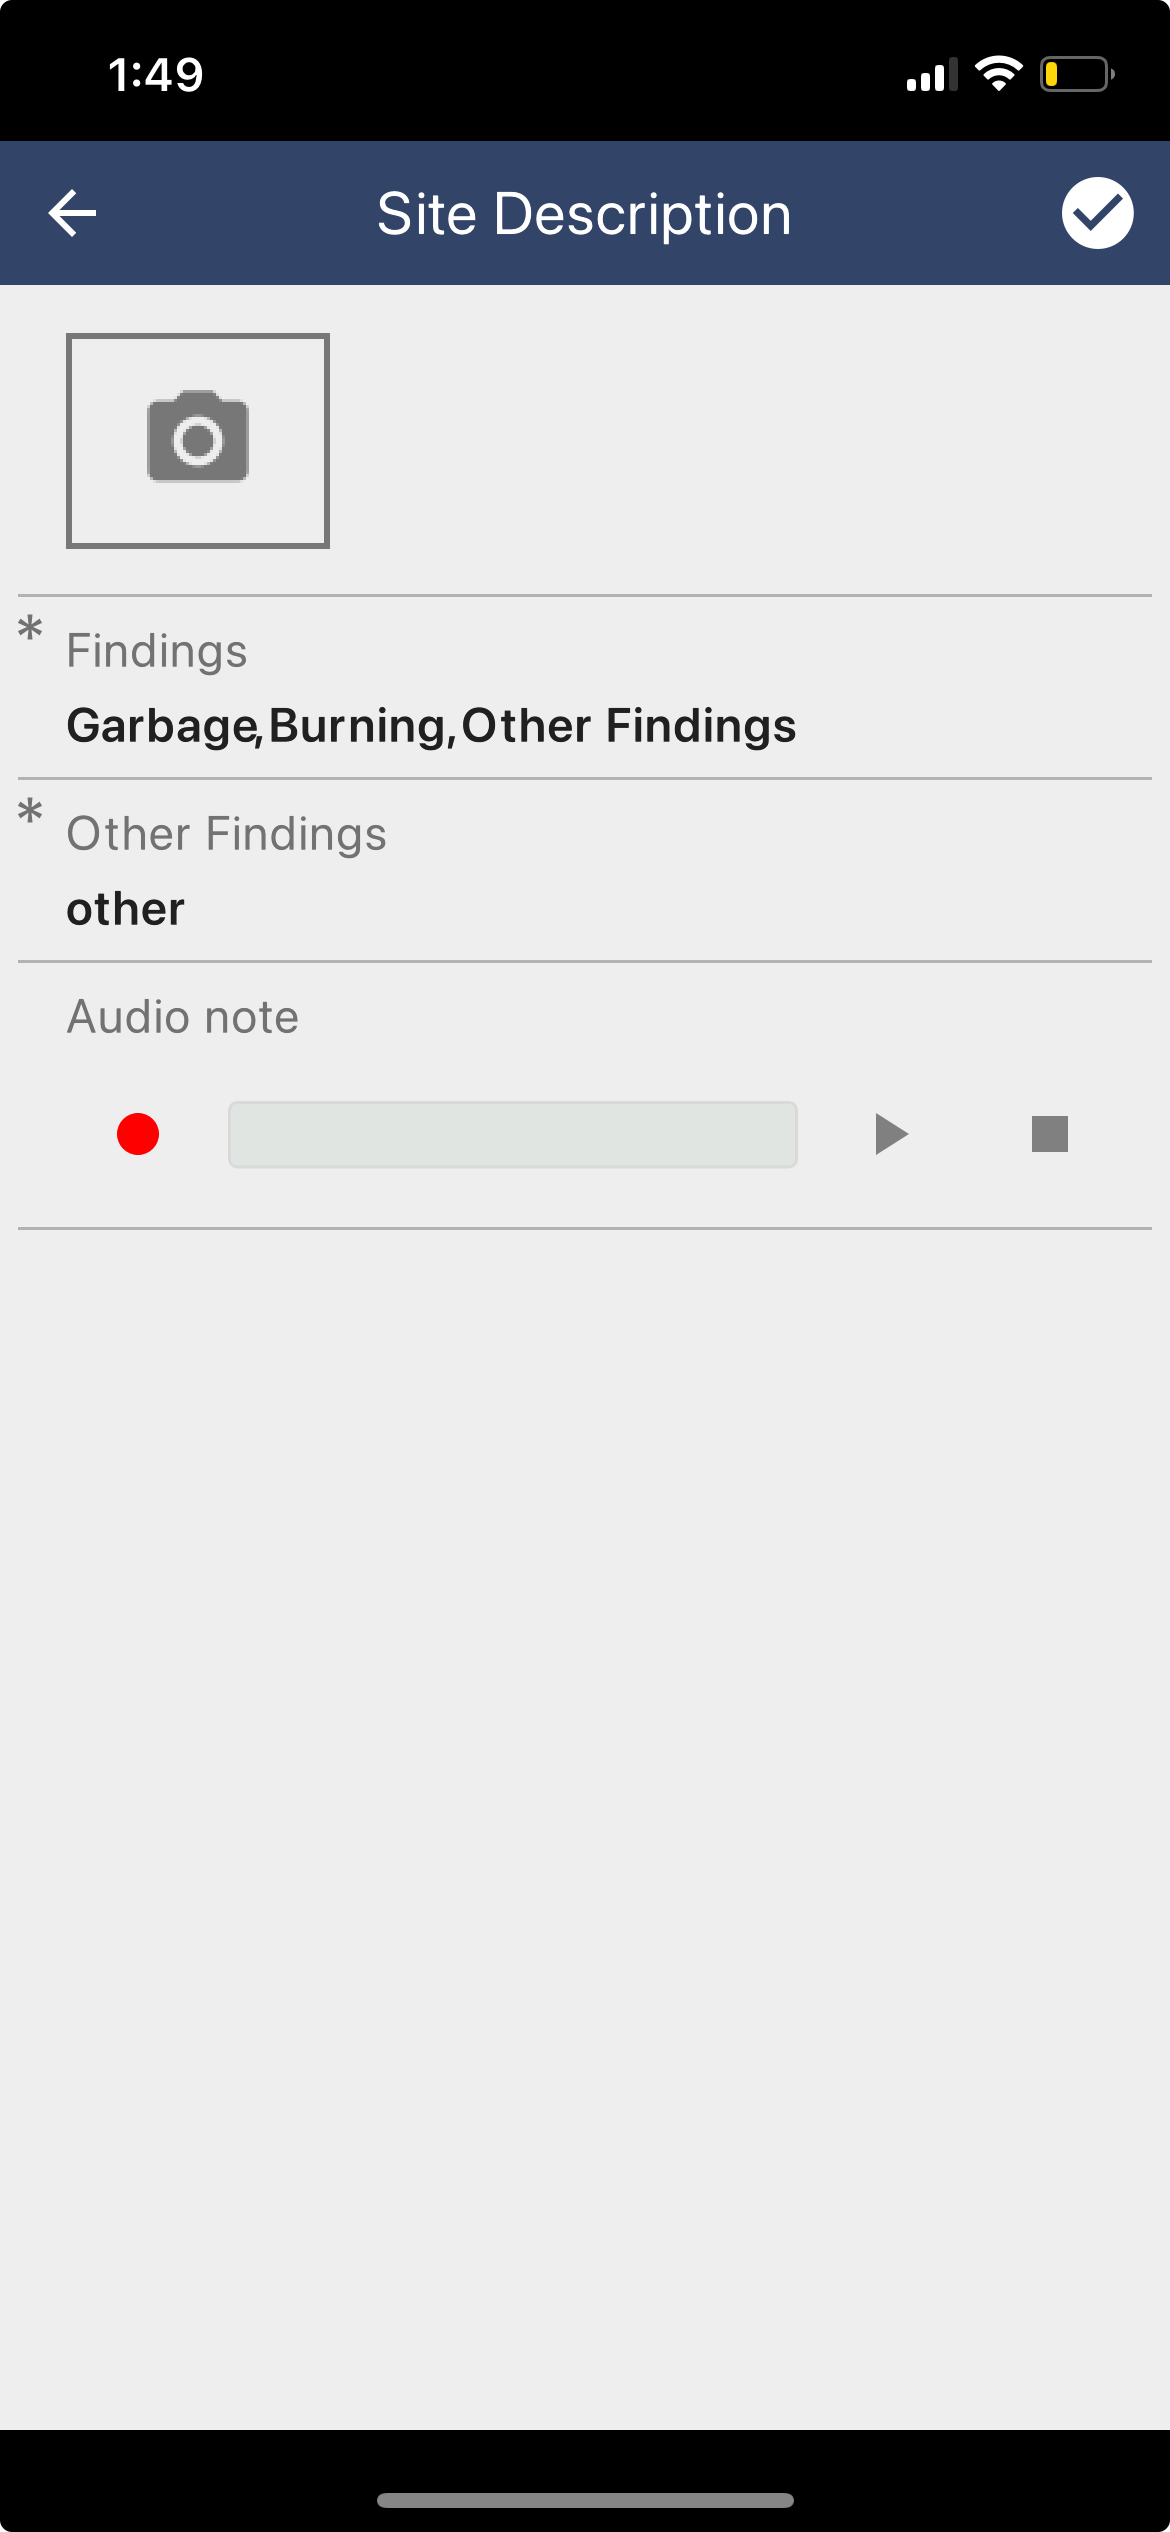 1:49
Site Description
* Findings
Garbage,Burning,Other Findings
* Other Findings
other
Audio note